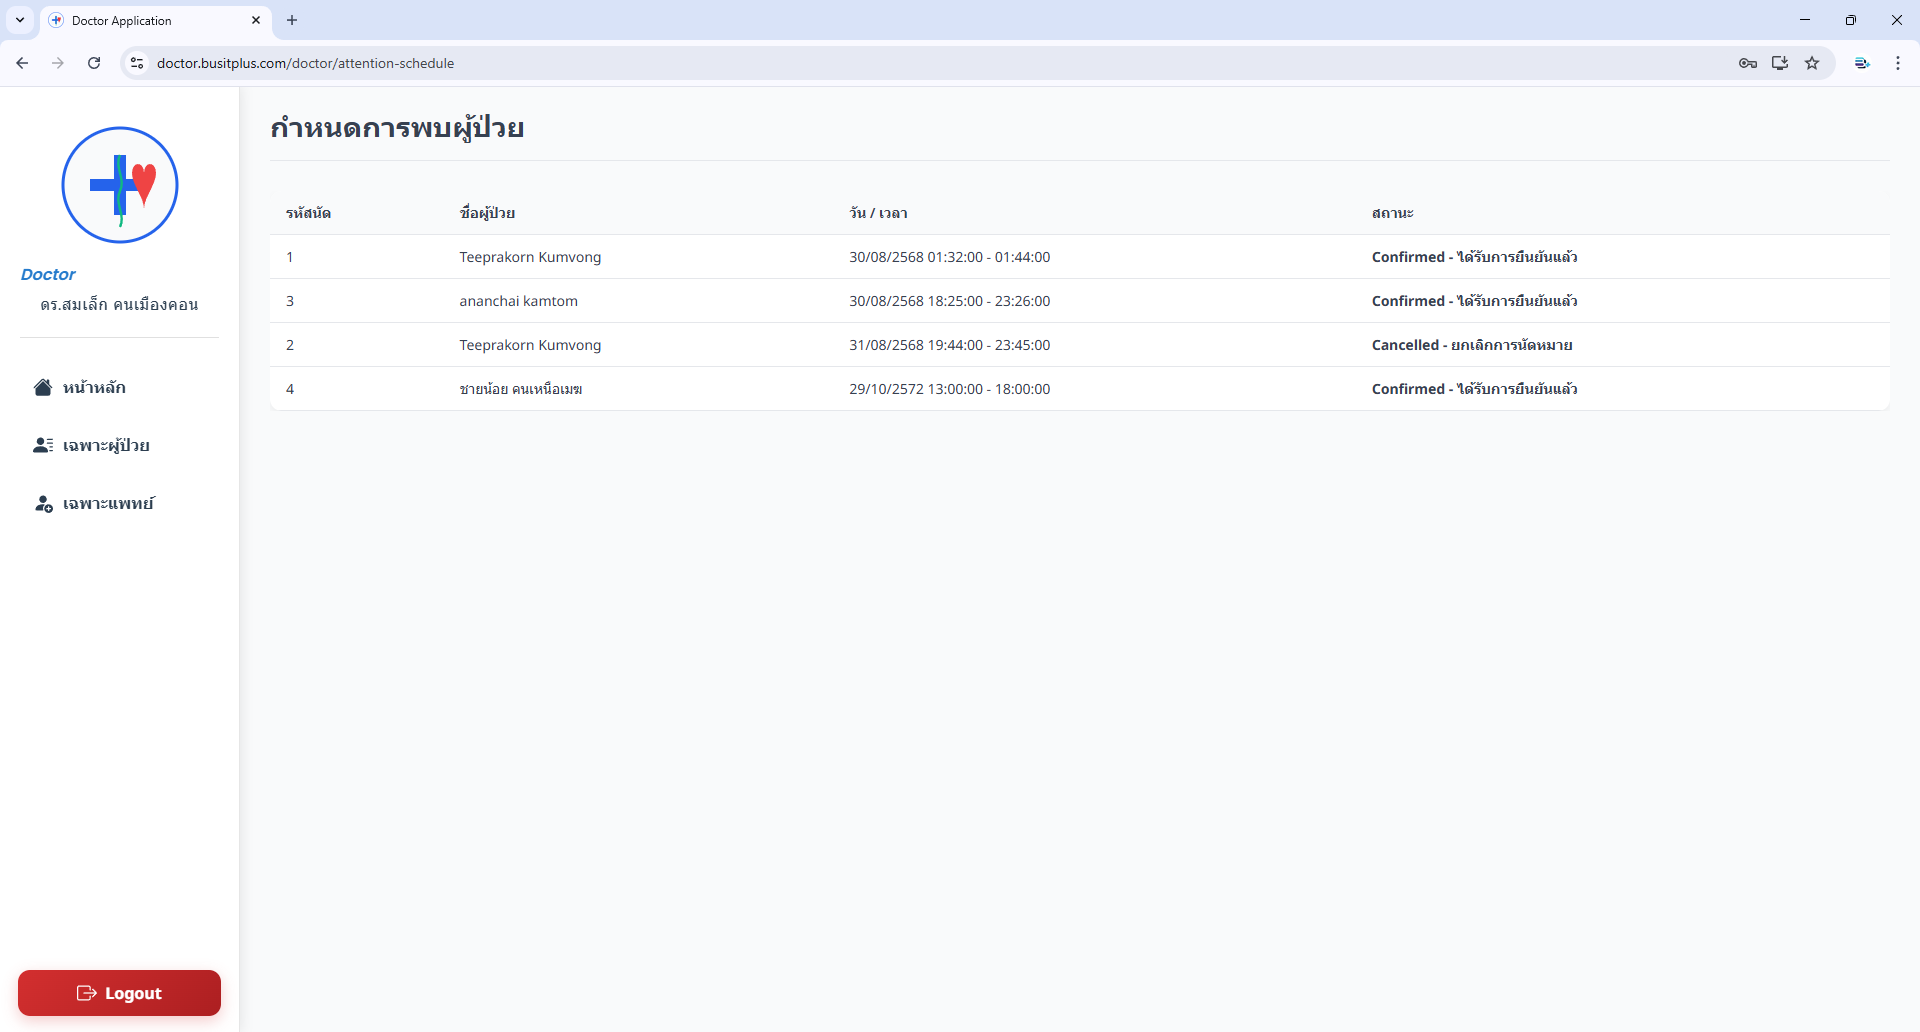 Doctor Application
doctor.busitplus.com/doctor/attention-schedule
Doctor
ดร.สมเล็ก คนเมืองคอน
หน้าหลัก
เฉพาะผู้ป่วย
เฉพาะแพทย์
Logout
กำหนดการพบผู้ป่วย
รหัสนัด ชื่อผู้ป่วย วัน / เวลา สถานะ
1 Teeprakorn Kumvong 30/08/2568 01:32:00 - 01:44:00 Confirmed - ได้รับการยืนยันแล้ว
3 ananchai kamtom 30/08/2568 18:25:00 - 23:26:00 Confirmed - ได้รับการยืนยันแล้ว
2 Teeprakorn Kumvong 31/08/2568 19:44:00 - 23:45:00 Cancelled - ยกเลิกการนัดหมาย
4 ชายน้อย คนเหนือเมฆ 29/10/2572 13:00:00 - 18:00:00 Confirmed - ได้รับการยืนยันแล้ว